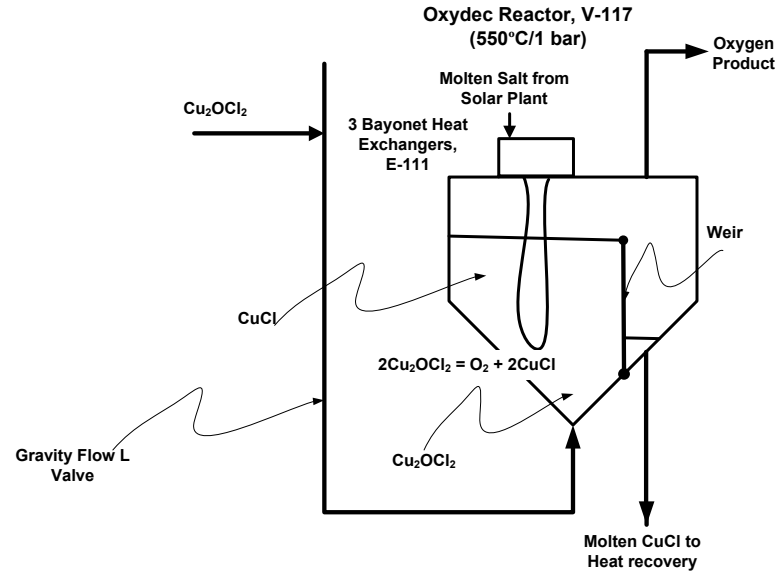 Oxydec Reactor, V-117
(550°C/1 bar)
Oxygen
Product
Molten Salt from
Solar Plant
Cu₂OCl₂
3 Bayonet Heat
Exchangers,
E-111
Weir
CuCl
2Cu₂OCl₂ = O₂ + 2CuCl
Gravity Flow L
Valve
Cu₂OCl₂
Molten CuCl to
Heat recovery